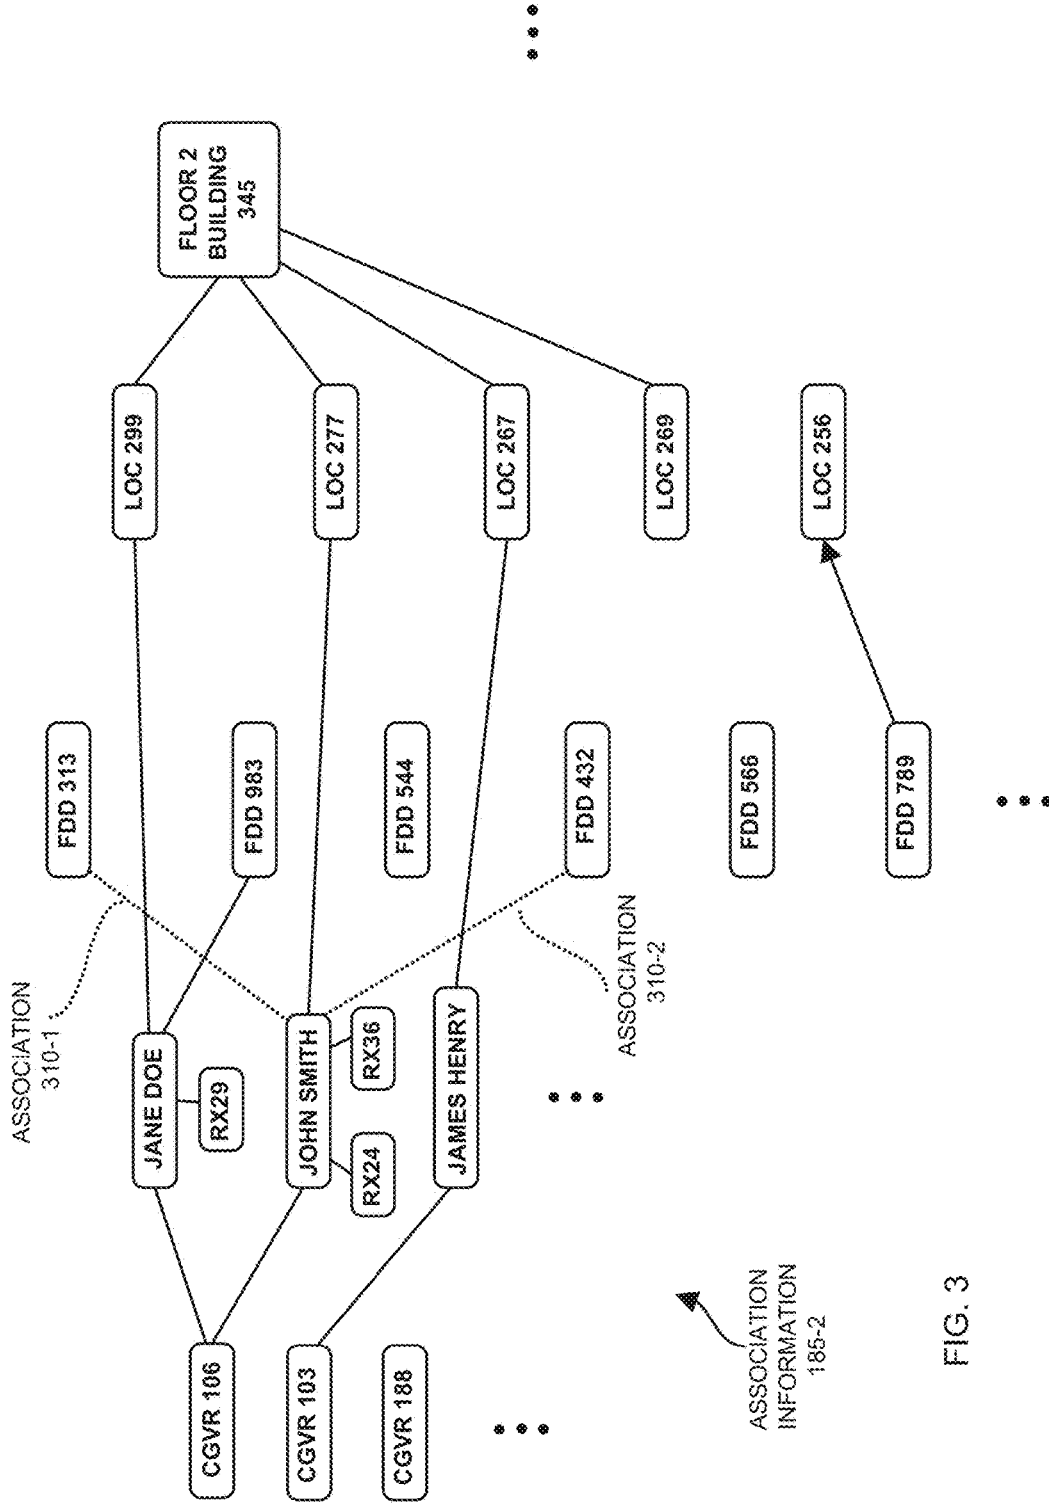 ASSOCIATION
310-1
FDD 313
JANE DOE
RX29
LOC 299
FLOOR 2
BUILDING
345
CGVR 106
FDD 983
JOHN SMITH
RX24
RX36
LOC 277
CGVR 103
FDD 544
CGVR 188
JAMES HENRY
LOC 267
FDD 432
ASSOCIATION
310-2
LOC 269
FDD 566
ASSOCIATION
INFORMATION
185-2
LOC 256
FDD 789
FIG. 3